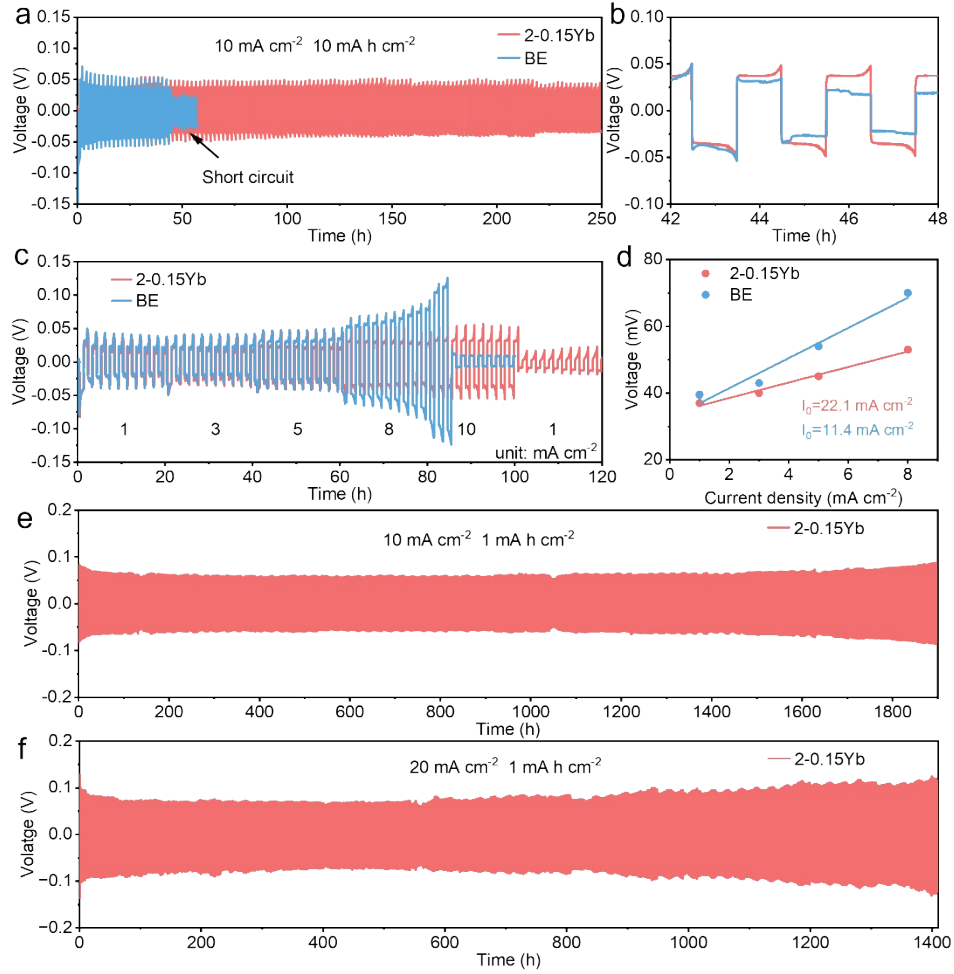 a
10 mA cm-2 10 mA h cm-2
2-0.15Yb
BE
Short circuit
0.15
0.10
0.05
0.00
-0.05
-0.10
-0.15
Voltage (V)
0 50 100 150 200 250
Time (h)
b
0.10
0.05
0.00
-0.05
-0.10
Voltage (V)
42 44 46 48
Time (h)
c
2-0.15Yb
BE
0.15
0.10
0.05
0.00
-0.05
-0.10
-0.15
Voltage (V)
1 3 5 8 10 1
unit: mA cm-2
0 20 40 60 80 100 120
Time (h)
d
2-0.15Yb
BE
80
60
40
20
Voltage (mV)
I0=22.1 mA cm-2
I0=11.4 mA cm-2
0 2 4 6 8
Current density (mA cm-2)
e
10 mA cm-2 1 mA h cm-2
2-0.15Yb
0.2
0.1
0.0
-0.1
-0.2
Voltage (V)
0 200 400 600 800 1000 1200 1400 1600 1800
Time (h)
f
20 mA cm-2 1 mA h cm-2
2-0.15Yb
0.2
0.1
0.0
-0.1
−0.2
Volatge (V)
0 200 400 600 800 1000 1200 1400
Time (h)